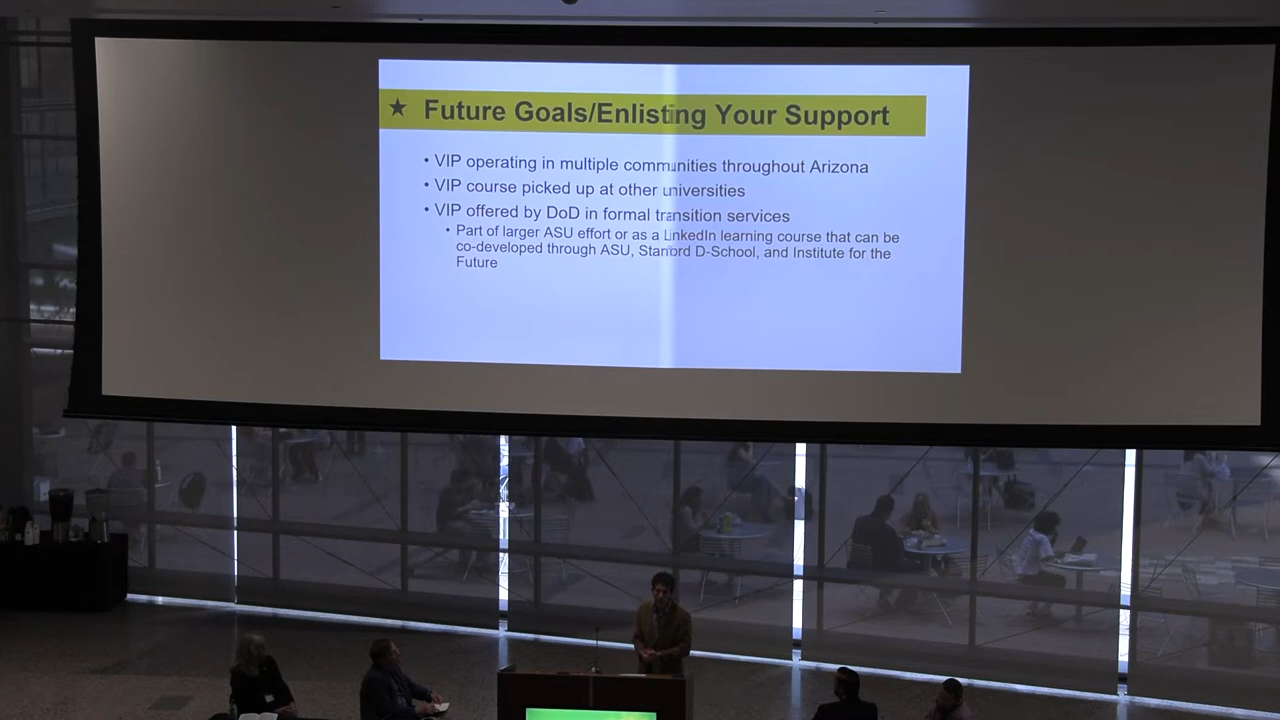 ★ Future Goals/Enlisting Your Support
• VIP operating in multiple communities throughout Arizona
• VIP course picked up at other universities
• VIP offered by DoD in formal transition services
• Part of larger ASU effort or as a LinkedIn learning course that can be
co-developed through ASU, Stanford D-School, and Institute for the
Future